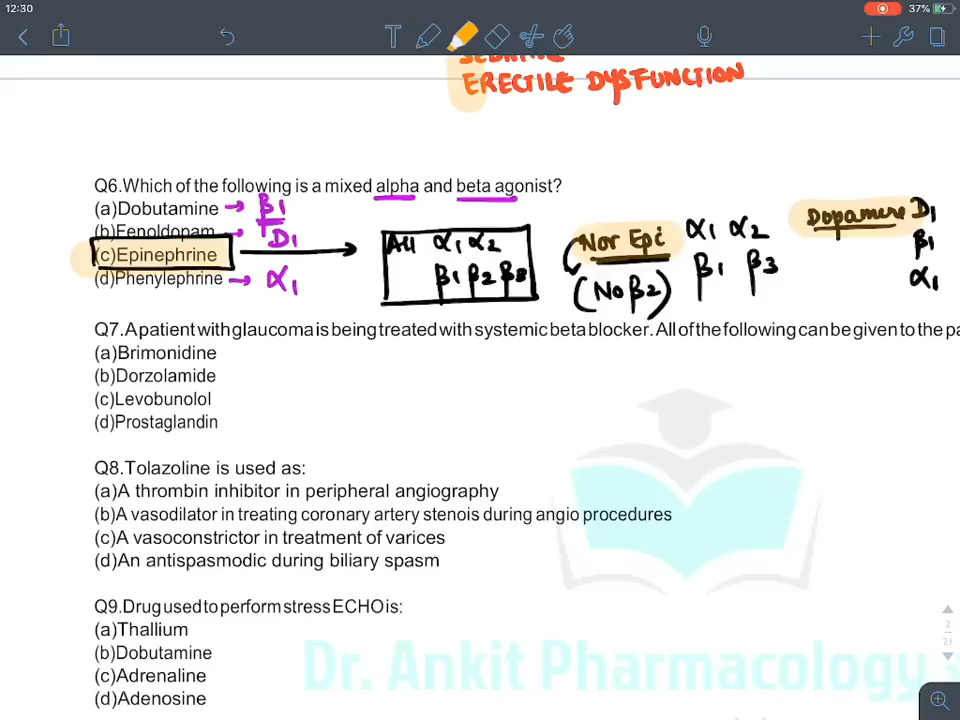 12:30
37%
T
ERECTILE DYSFUNCTION
Q6.Which of the following is a mixed alpha and beta agonist?
(a)Dobutamine → β1
(b)Fenoldopam → D1
(c)Epinephrine → All α1 α2
β1 β2 β3
(d)Phenylephrine → α1
Nor Epi α1 α2
(No β2) β1 β3
Dopamine D1
β1
α1
Q7.A patient with glaucoma is being treated with systemic beta blocker. All of the following can be given to the
(a)Brimonidine
(b)Dorzolamide
(c)Levobunolol
(d)Prostaglandin
Q8.Tolazoline is used as:
(a)A thrombin inhibitor in peripheral angiography
(b)A vasodilator in treating coronary artery stenois during angio procedures
(c)A vasoconstrictor in treatment of varices
(d)An antispasmodic during biliary spasm
Q9.Drug used to perform stress ECHO is:
(a)Thallium
(b)Dobutamine
(c)Adrenaline
(d)Adenosine
Dr. Ankit Pharmacology
2
21